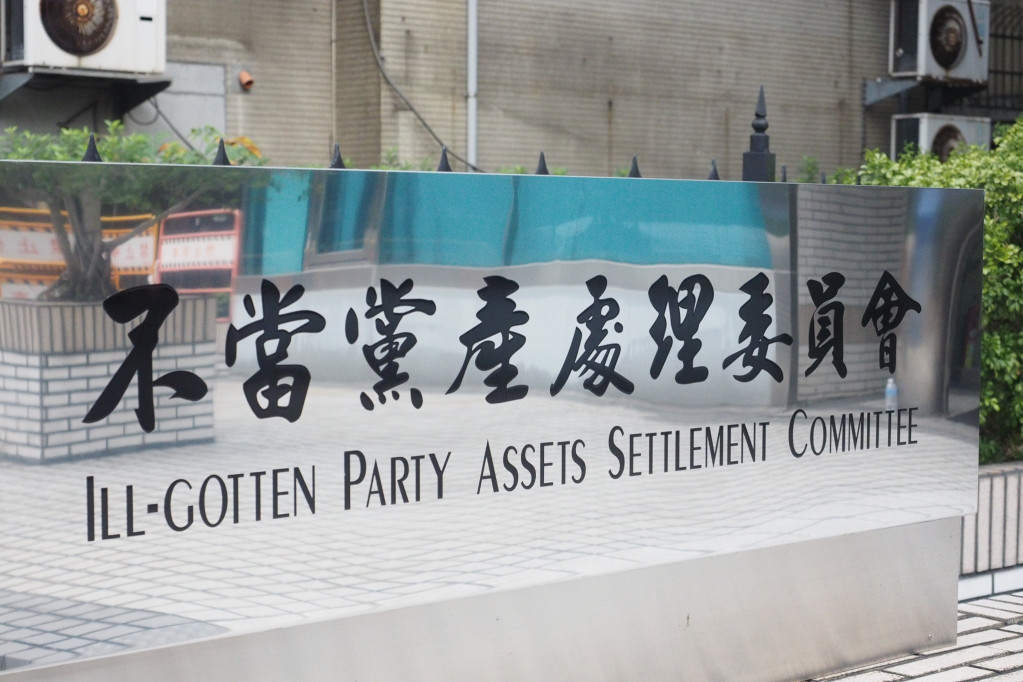 不當黨產處理委員會
ILL-GOTTEN PARTY ASSETS SETTLEMENT COMMITTEE